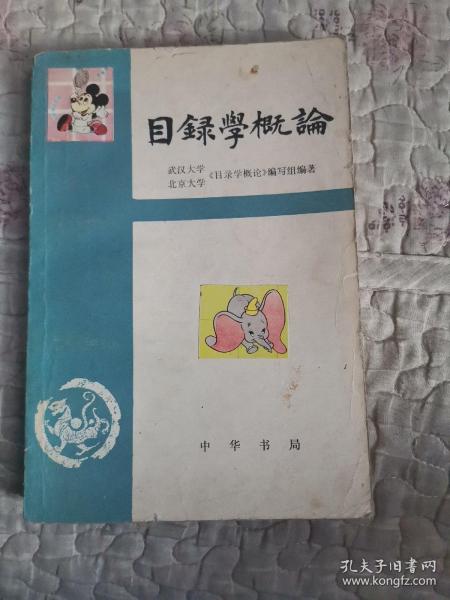 目録學概論
武汉大学
北京大学
《目录学概论》编写组编著
中华书局
孔夫子旧书网
www.kongfz.com